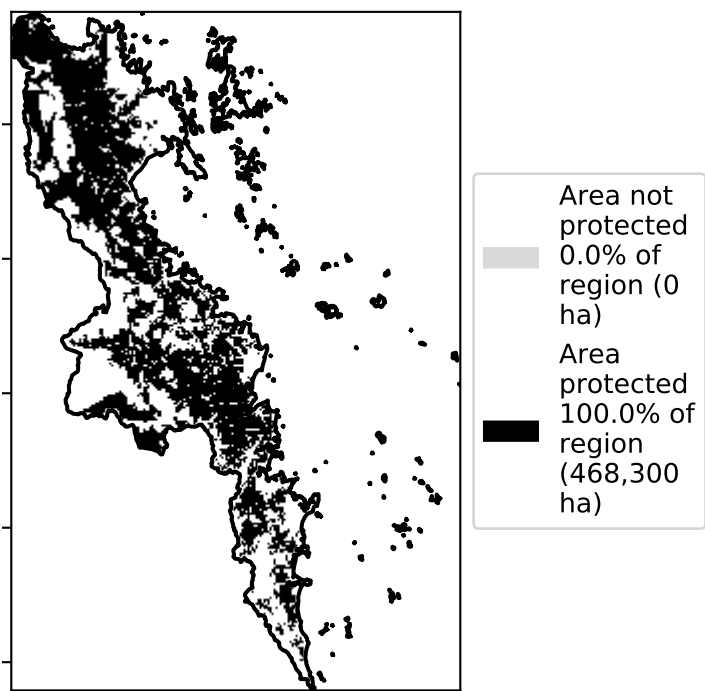 Area not
protected
0.0% of
region (0
ha)
Area
protected
100.0% of
region
(468,300
ha)